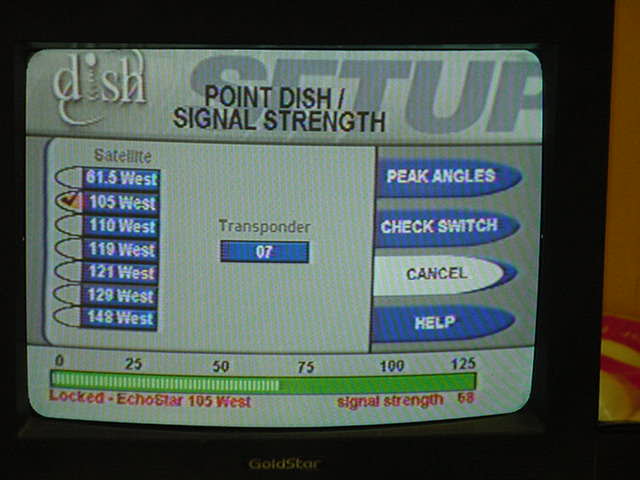 dish
SETUP
POINT DISH /
SIGNAL STRENGTH
Satellite
61.5 West
105 West
110 West
119 West
121 West
129 West
148 West
Transponder
07
PEAK ANGLES
CHECK SWITCH
CANCEL
HELP
0 25 50 75 100 125
Locked - EchoStar 105 West
signal strength 68
GoldStar